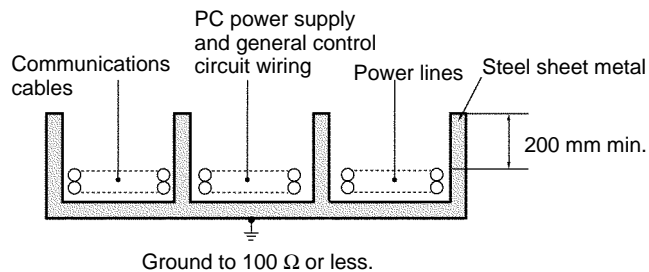 PC power supply
and general control
circuit wiring
Communications
cables
Power lines
Steel sheet metal
200 mm min.
Ground to 100 Ω or less.